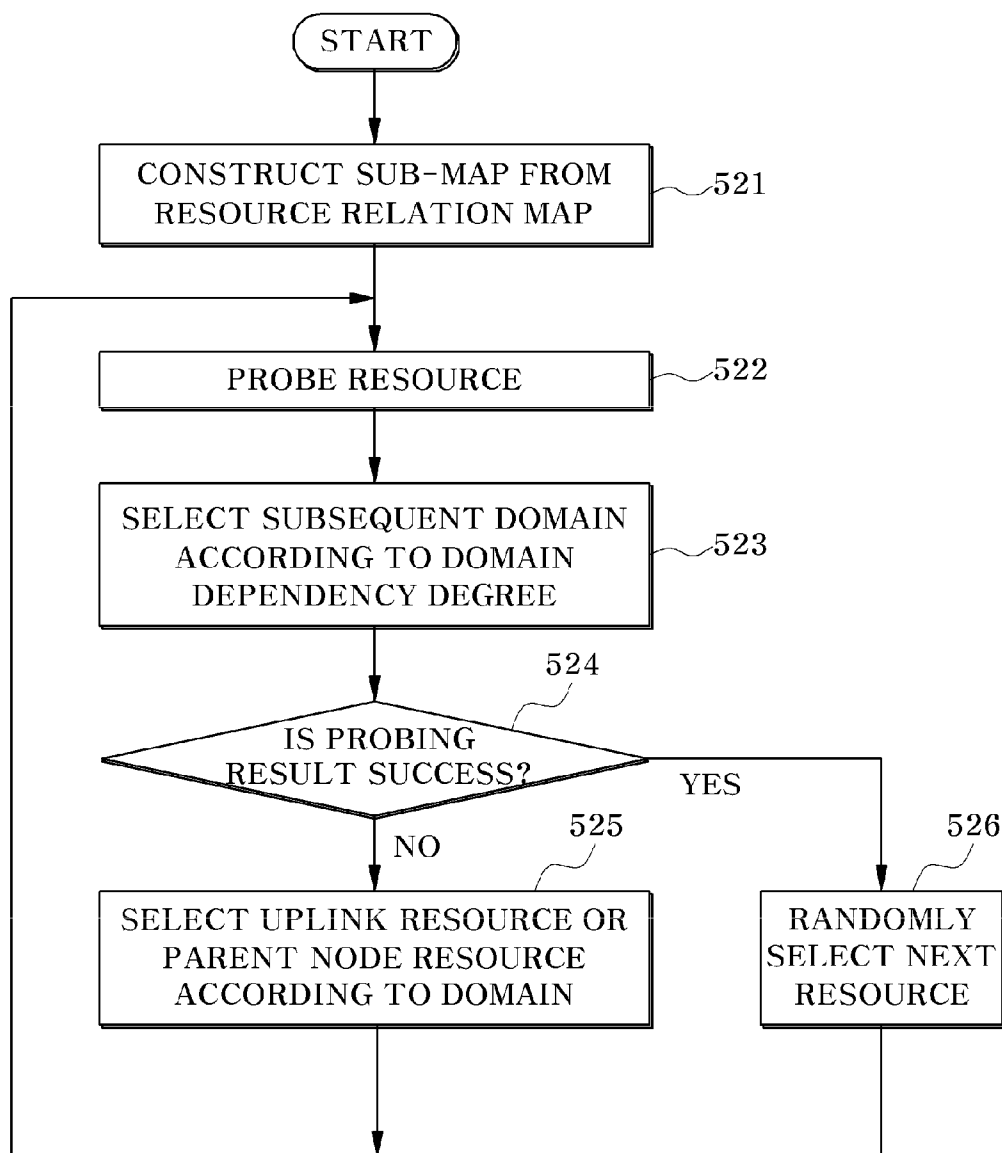 START
CONSTRUCT SUB-MAP FROM
RESOURCE RELATION MAP
521
PROBE RESOURCE
522
SELECT SUBSEQUENT DOMAIN
ACCORDING TO DOMAIN
DEPENDENCY DEGREE
523
524
IS PROBING
RESULT SUCCESS?
YES
NO
525
526
SELECT UPLINK RESOURCE OR
PARENT NODE RESOURCE
ACCORDING TO DOMAIN
RANDOMLY
SELECT NEXT
RESOURCE